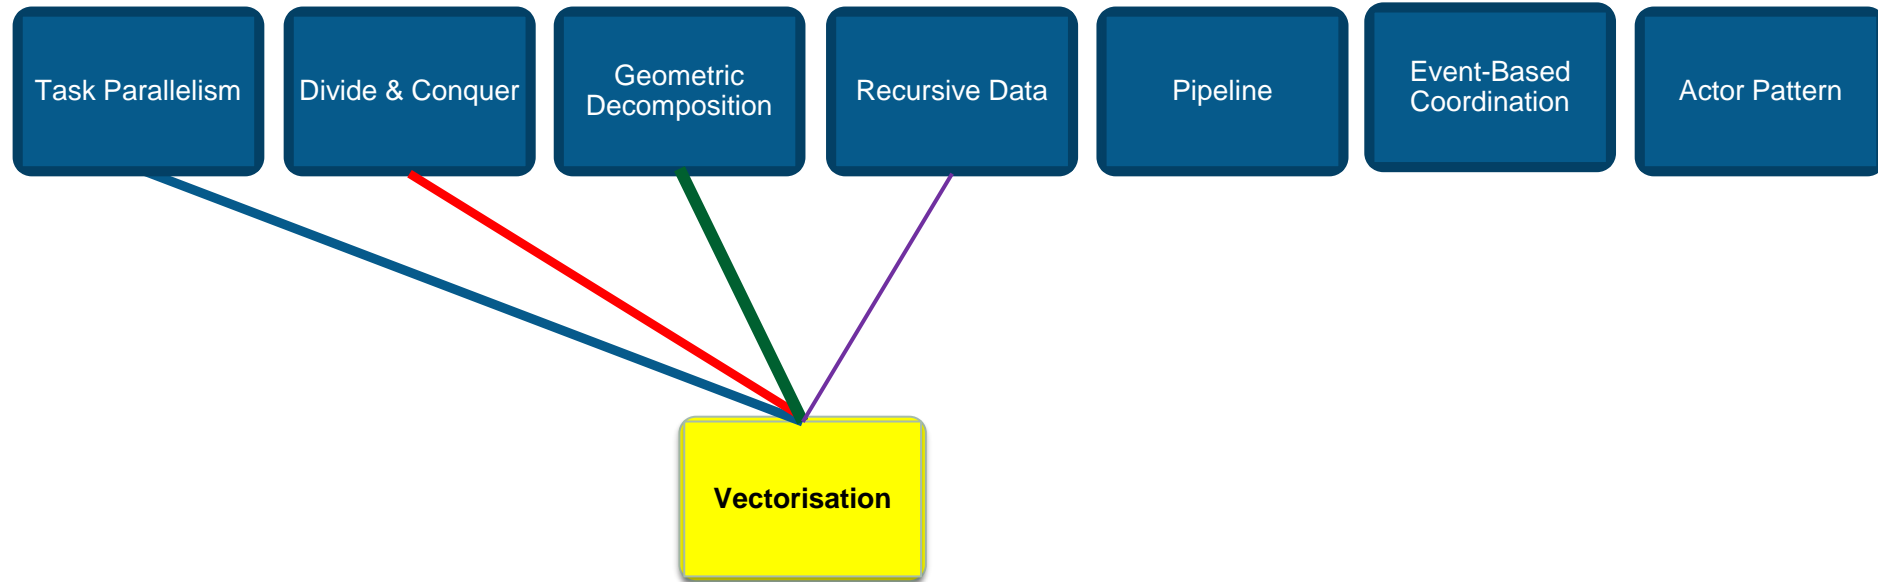 Task Parallelism
Divide & Conquer
Geometric
Decomposition
Recursive Data
Pipeline
Event-Based
Coordination
Actor Pattern
Vectorisation